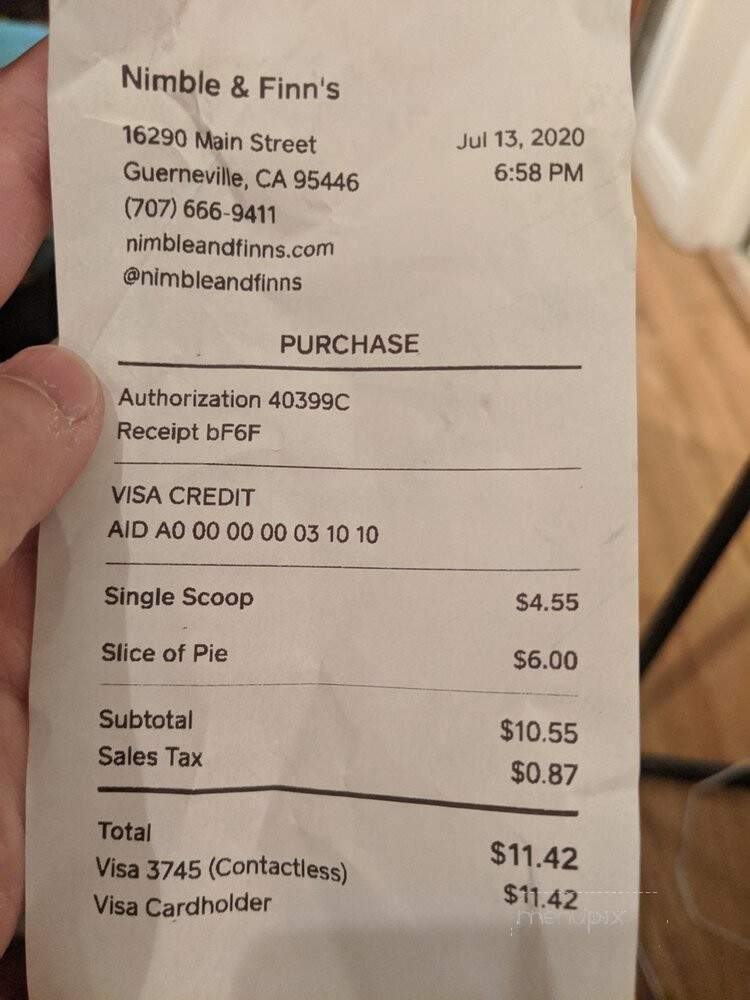 Nimble & Finn's
16290 Main Street
Jul 13, 2020
Guerneville, CA 95446
6:58 PM
(707) 666-9411
nimbleandfinns.com
@nimbleandfinns
PURCHASE
Authorization 40399C
Receipt bF6F
VISA CREDIT
AID A0 00 00 00 03 10 10
Single Scoop $4.55
Slice of Pie $6.00
Subtotal $10.55
Sales Tax $0.87
Total $11.42
Visa 3745 (Contactless) $11.42
Visa Cardholder
menupix